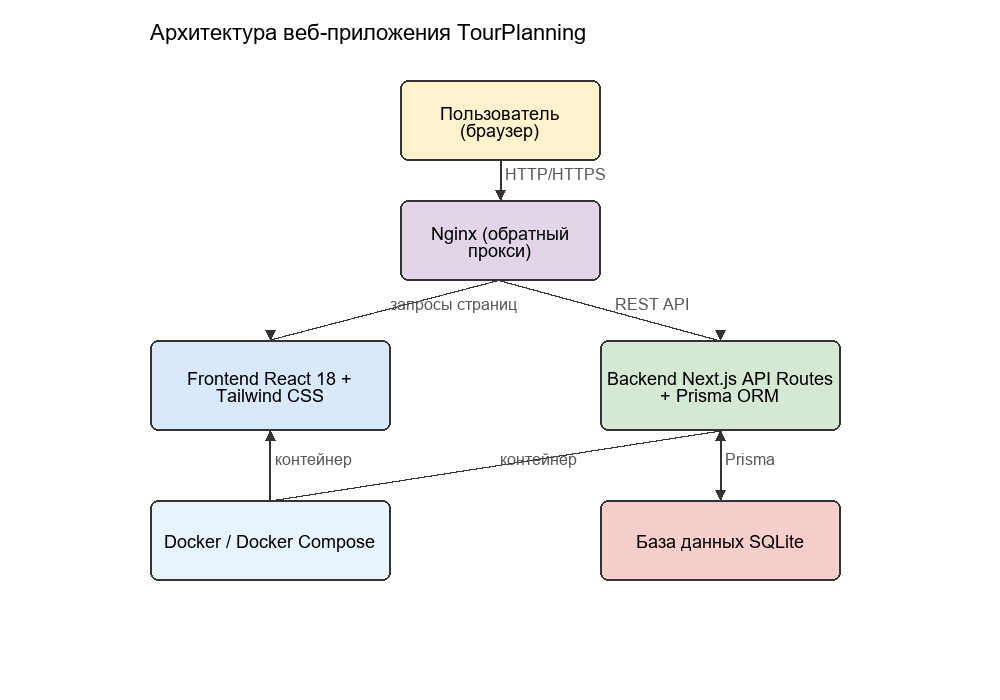 Архитектура веб-приложения TourPlanning
Пользователь
(браузер)
HTTP/HTTPS
Nginx (обратный
прокси)
запросы страниц
REST API
Frontend React 18 +
Tailwind CSS
Backend Next.js API Routes
+ Prisma ORM
контейнер
контейнер
Prisma
Docker / Docker Compose
База данных SQLite